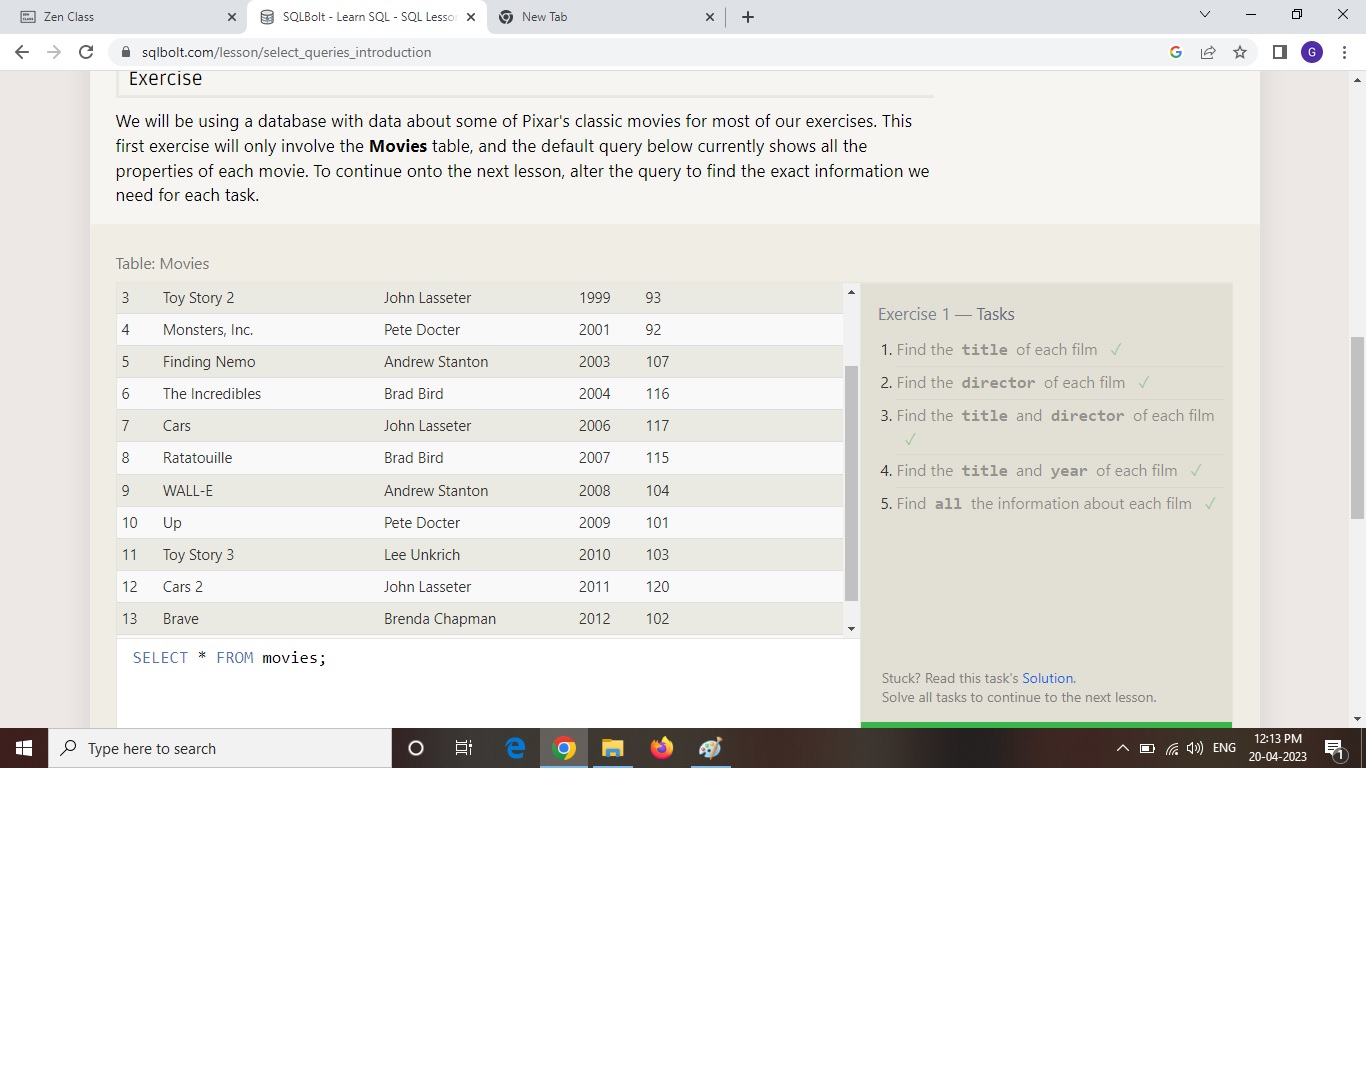 Zen Class
SQLBolt - Learn SQL - SQL Lesso
New Tab
sqlbolt.com/lesson/select_queries_introduction
G
Exercise
We will be using a database with data about some of Pixar's classic movies for most of our exercises. This
first exercise will only involve the Movies table, and the default query below currently shows all the
properties of each movie. To continue onto the next lesson, alter the query to find the exact information we
need for each task.
Table: Movies
3 Toy Story 2 John Lasseter 1999 93
4 Monsters, Inc. Pete Docter 2001 92
5 Finding Nemo Andrew Stanton 2003 107
6 The Incredibles Brad Bird 2004 116
7 Cars John Lasseter 2006 117
8 Ratatouille Brad Bird 2007 115
9 WALL-E Andrew Stanton 2008 104
10 Up Pete Docter 2009 101
11 Toy Story 3 Lee Unkrich 2010 103
12 Cars 2 John Lasseter 2011 120
13 Brave Brenda Chapman 2012 102
SELECT * FROM movies;
Exercise 1 — Tasks
1. Find the title of each film ✓
2. Find the director of each film ✓
3. Find the title and director of each film
✓
4. Find the title and year of each film ✓
5. Find all the information about each film ✓
Stuck? Read this task's Solution.
Solve all tasks to continue to the next lesson.
Type here to search
ENG
12:13 PM
20-04-2023
1